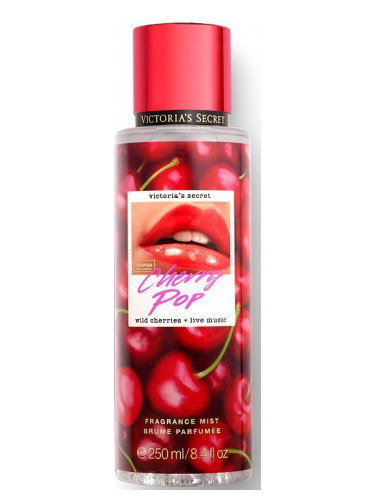 VICTORIA'S SECRET
victoria's secret
Cherry
POP
wild cherries + live music
FRAGRANCE MIST
BRUME PARFUMÉE
e 250 ml/8.4 fl oz